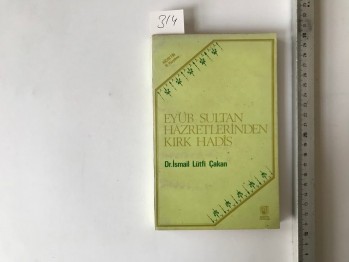 314
EYÜB SULTAN
HAZRETLERİNDEN
KIRK HADİS
Dr. İsmail Lütfi Çakan